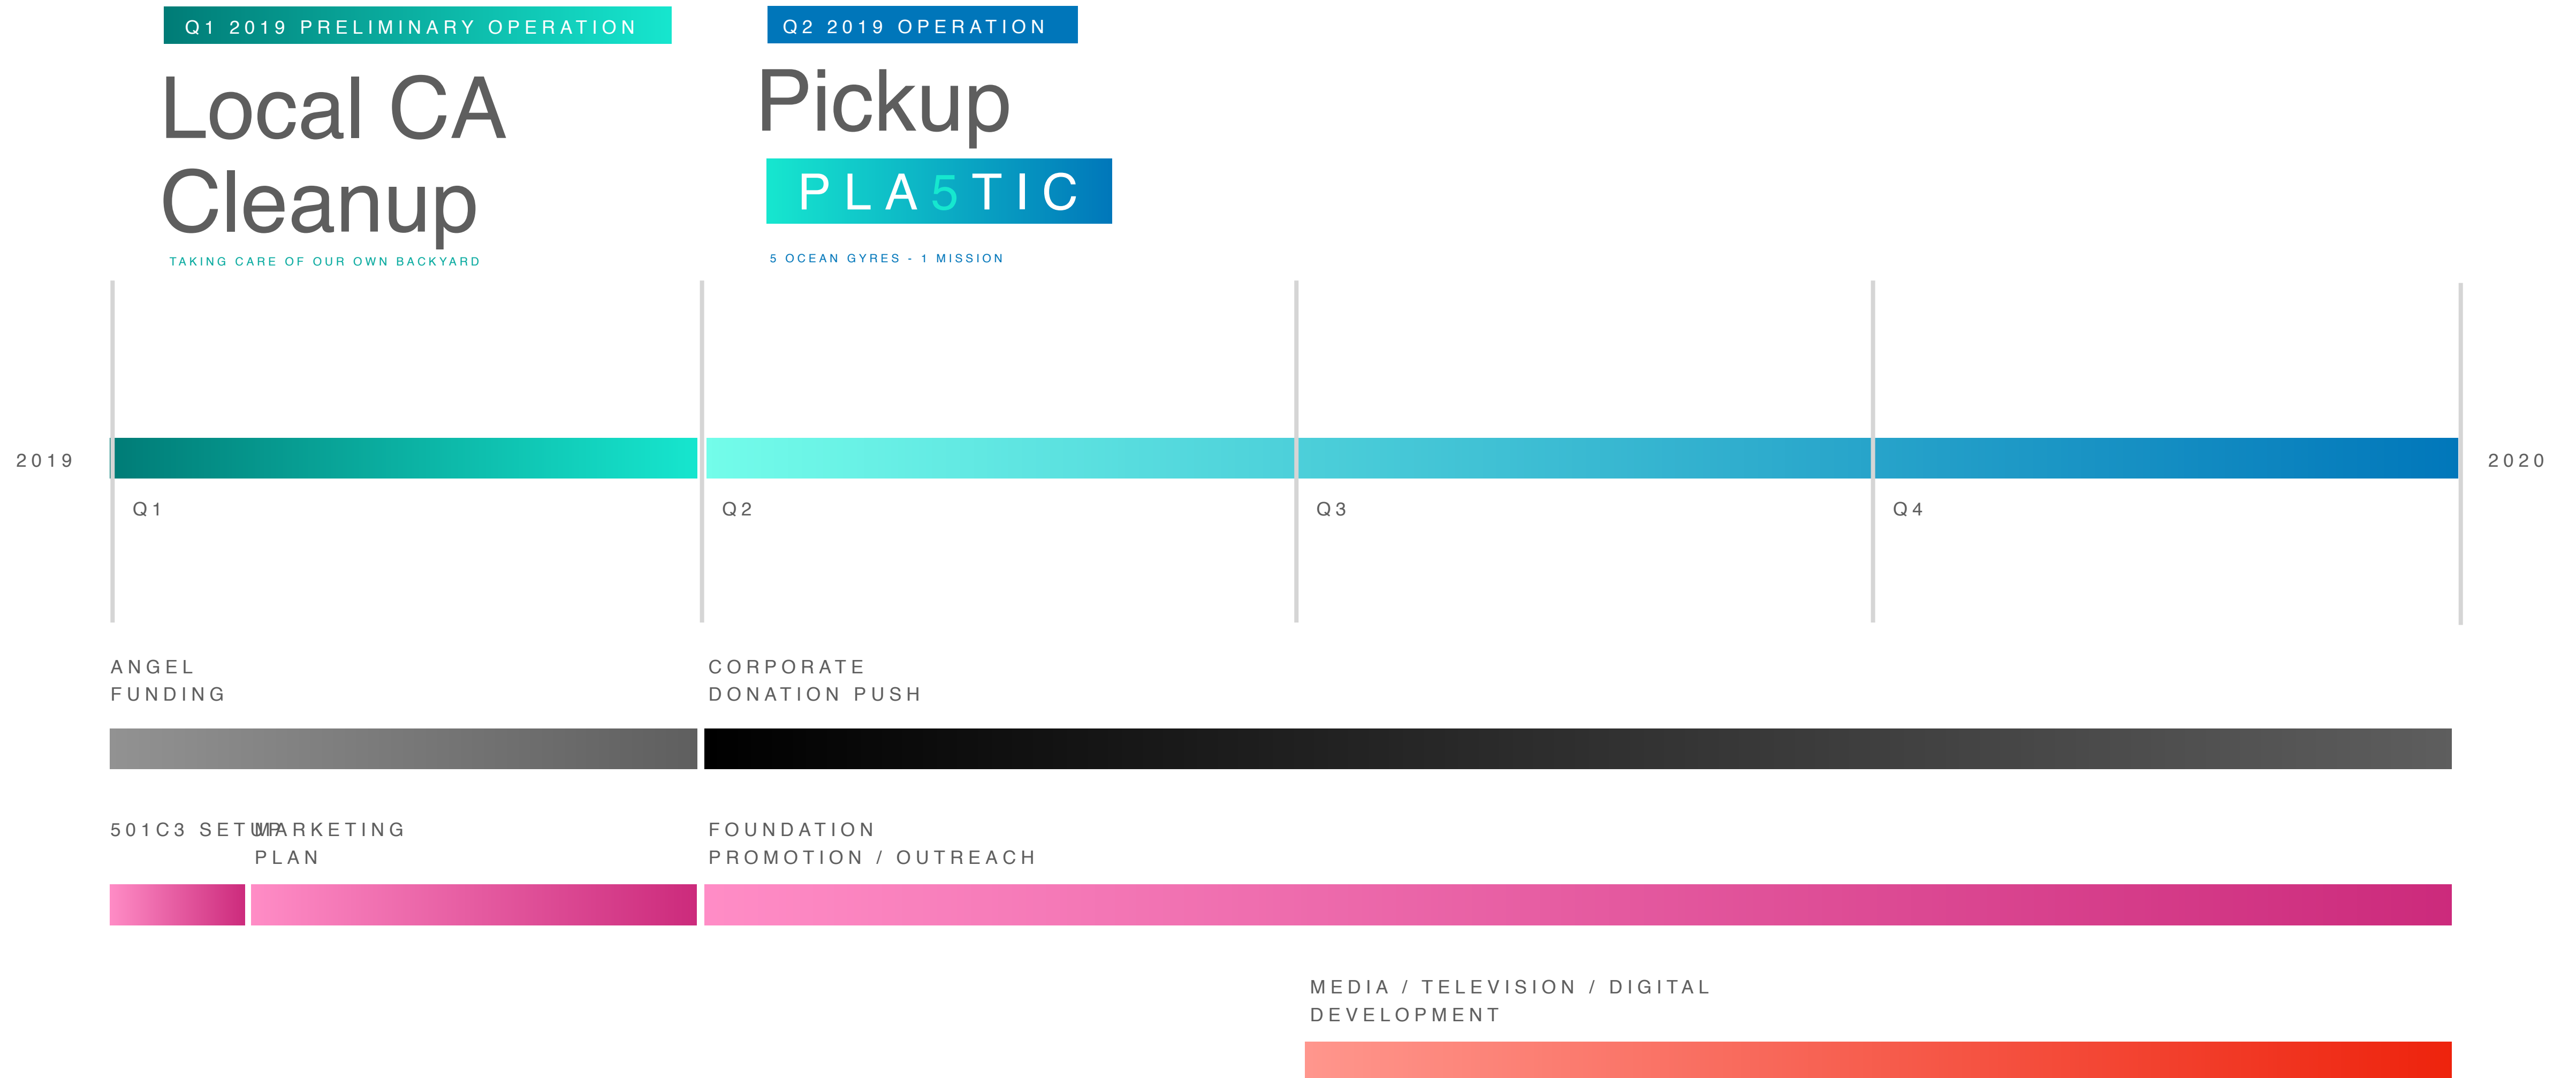 Q1 2019 PRELIMINARY OPERATION
Local CA
Cleanup
TAKING CARE OF OUR OWN BACKYARD
Q2 2019 OPERATION
Pickup
PLA5TIC
5 OCEAN GYRES - 1 MISSION
2019
2020
Q1
Q2
Q3
Q4
ANGEL
FUNDING
CORPORATE
DONATION PUSH
501C3 SETUP
MARKETING
PLAN
FOUNDATION
PROMOTION / OUTREACH
MEDIA / TELEVISION / DIGITAL
DEVELOPMENT